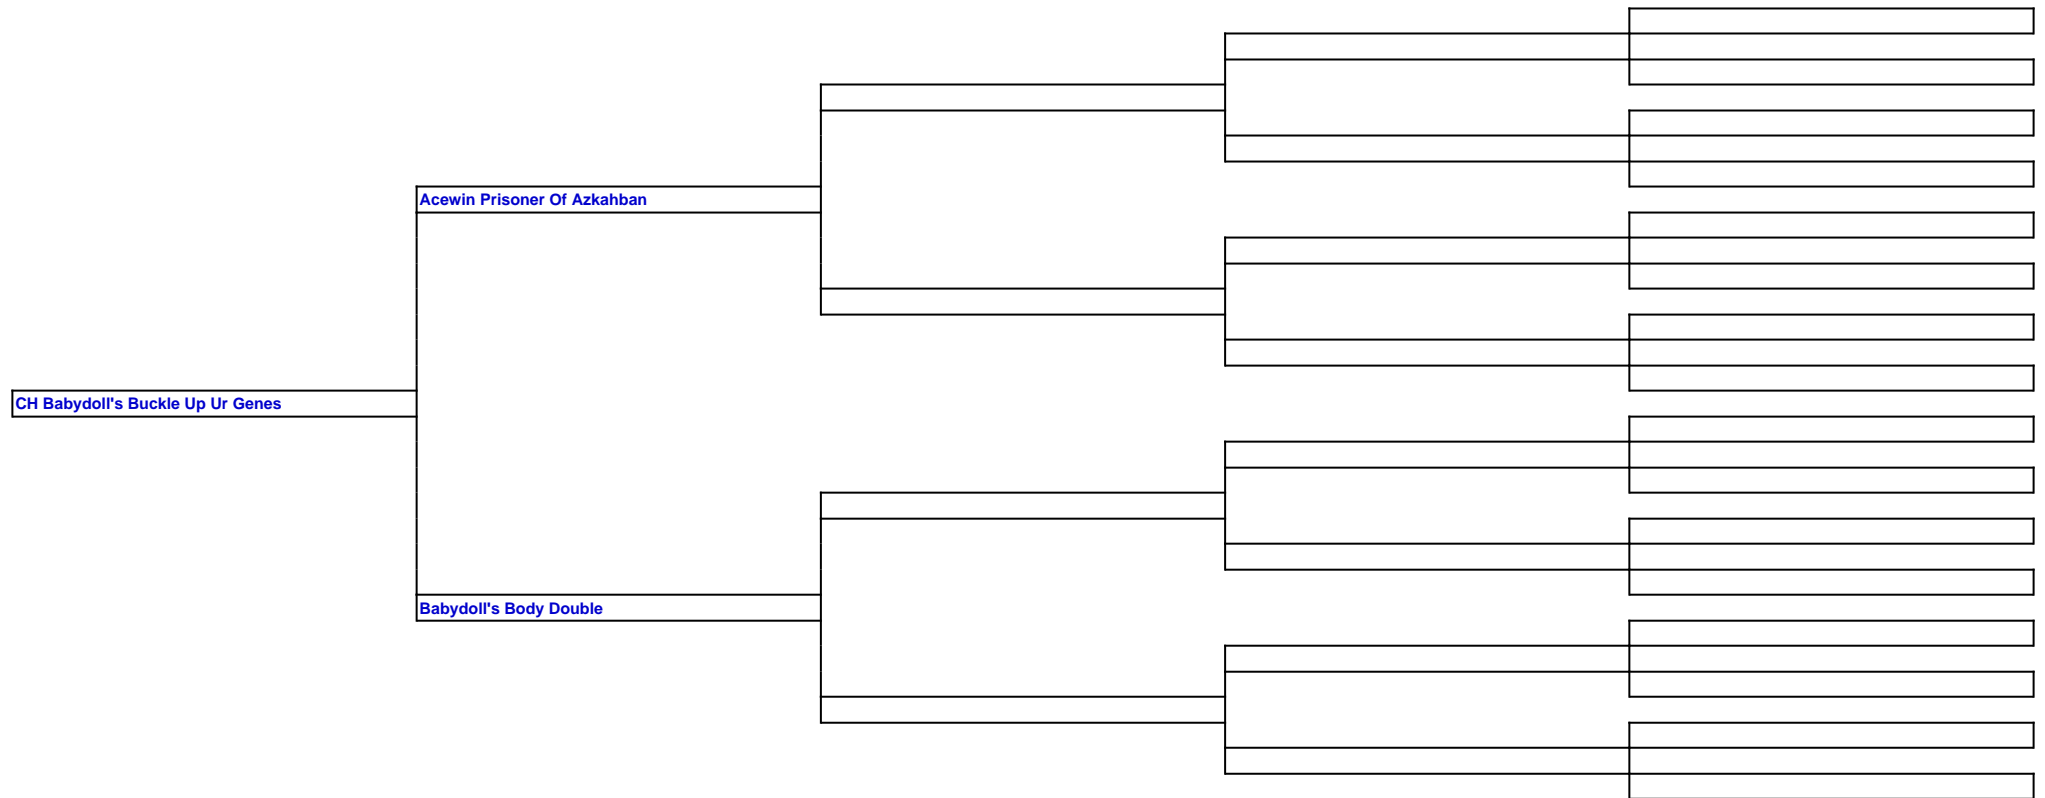 Acewin Prisoner Of Azkahban
CH Babydoll's Buckle Up Ur Genes
Babydoll's Body Double